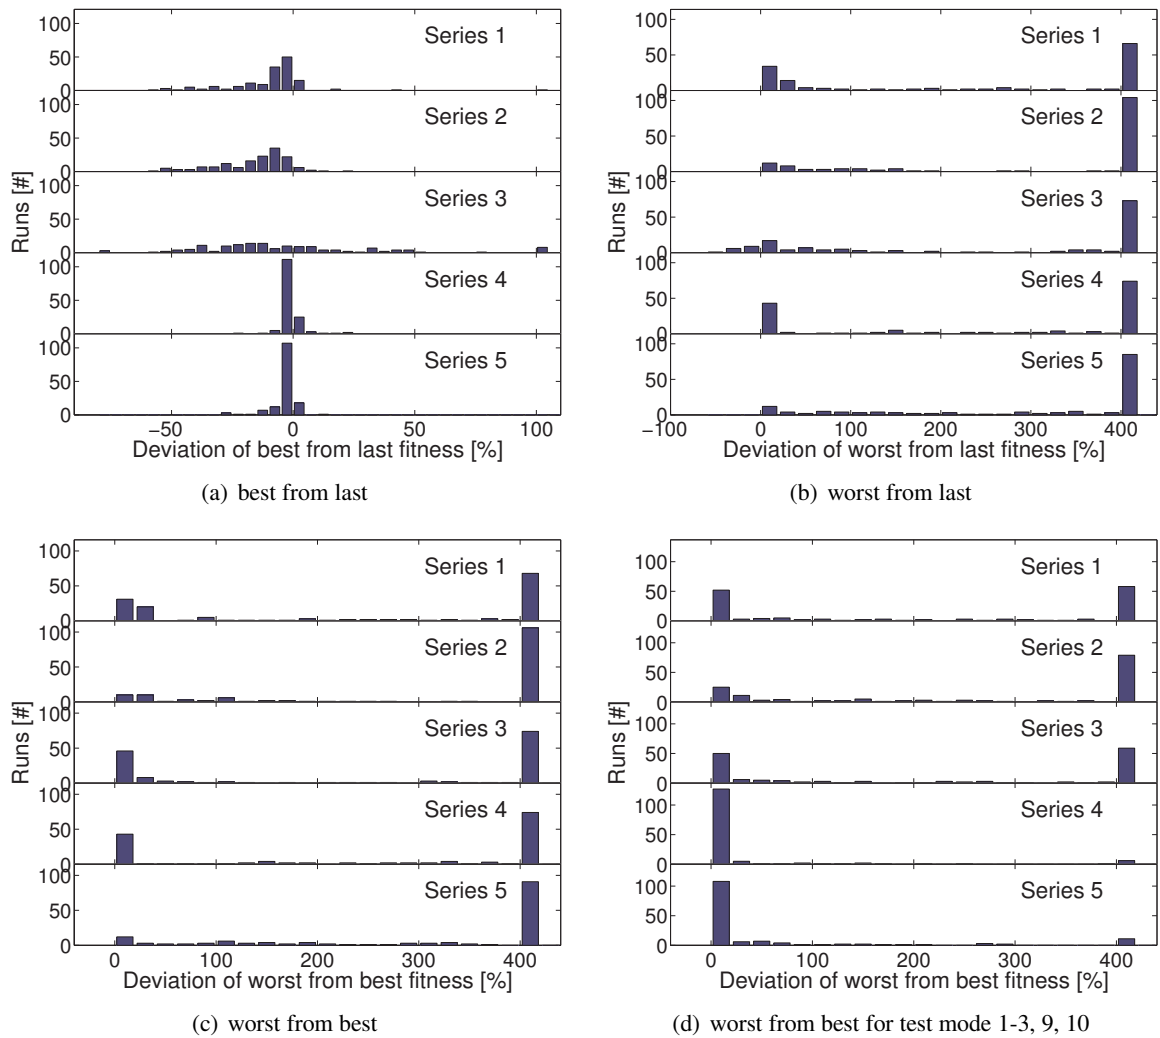 Runs [#]
100
50
0
Series 1
100
50
0
Series 2
100
50
0
Series 3
100
50
0
Series 4
100
50
0
Series 5
−50 0 50 100
Deviation of best from last fitness [%]
(a) best from last
Runs [#]
100
50
0
Series 1
100
50
0
Series 2
100
50
0
Series 3
100
50
0
Series 4
100
50
0
Series 5
−100 0 100 200 300 400
Deviation of worst from last fitness [%]
(b) worst from last
Runs [#]
100
50
0
Series 1
100
50
0
Series 2
100
50
0
Series 3
100
50
0
Series 4
100
50
0
Series 5
0 100 200 300 400
Deviation of worst from best fitness [%]
(c) worst from best
Runs [#]
100
50
0
Series 1
100
50
0
Series 2
100
50
0
Series 3
100
50
0
Series 4
100
50
0
Series 5
0 100 200 300 400
Deviation of worst from best fitness [%]
(d) worst from best for test mode 1-3, 9, 10